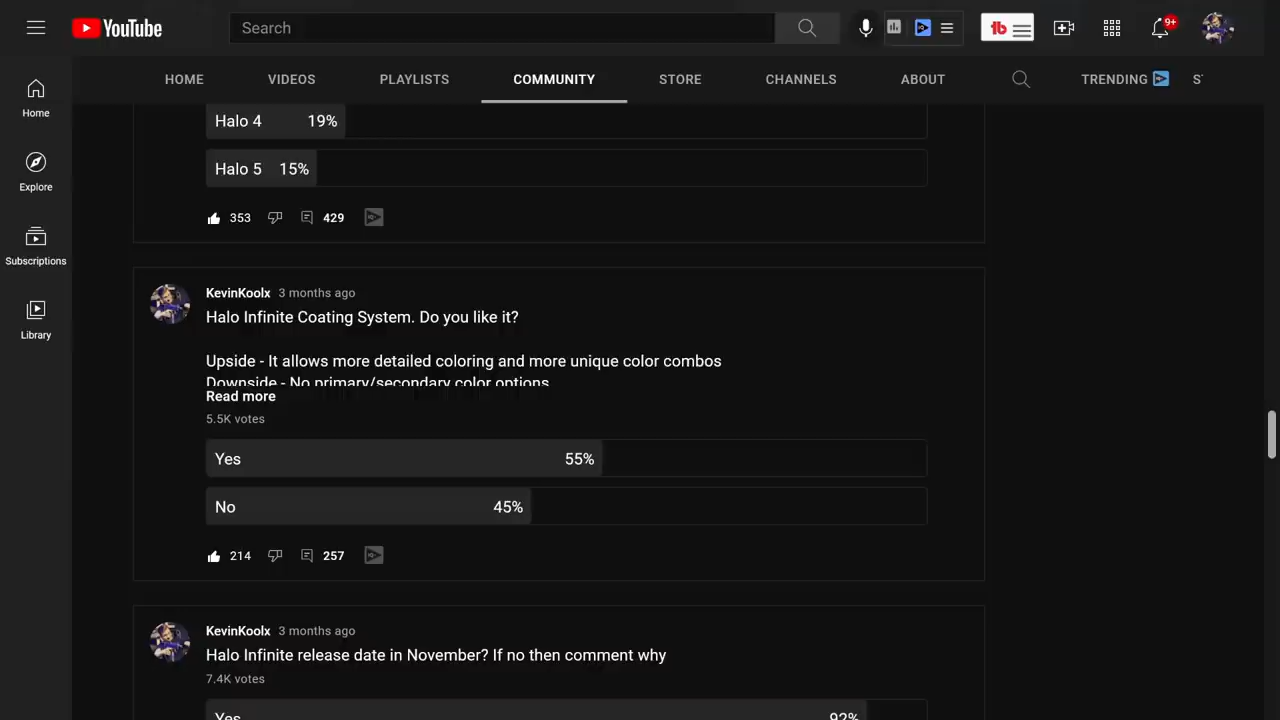 YouTube
Search
9+
HOME VIDEOS PLAYLISTS COMMUNITY STORE CHANNELS ABOUT TRENDING
Home
Explore
Subscriptions
Library
Halo 4 19%
Halo 5 15%
353 429
KevinKoolx 3 months ago
Halo Infinite Coating System. Do you like it?
Upside - It allows more detailed coloring and more unique color combos
Downside - No primary/secondary color options
Read more
5.5K votes
Yes 55%
No 45%
214 257
KevinKoolx 3 months ago
Halo Infinite release date in November? If no then comment why
7.4K votes
Yes 92%